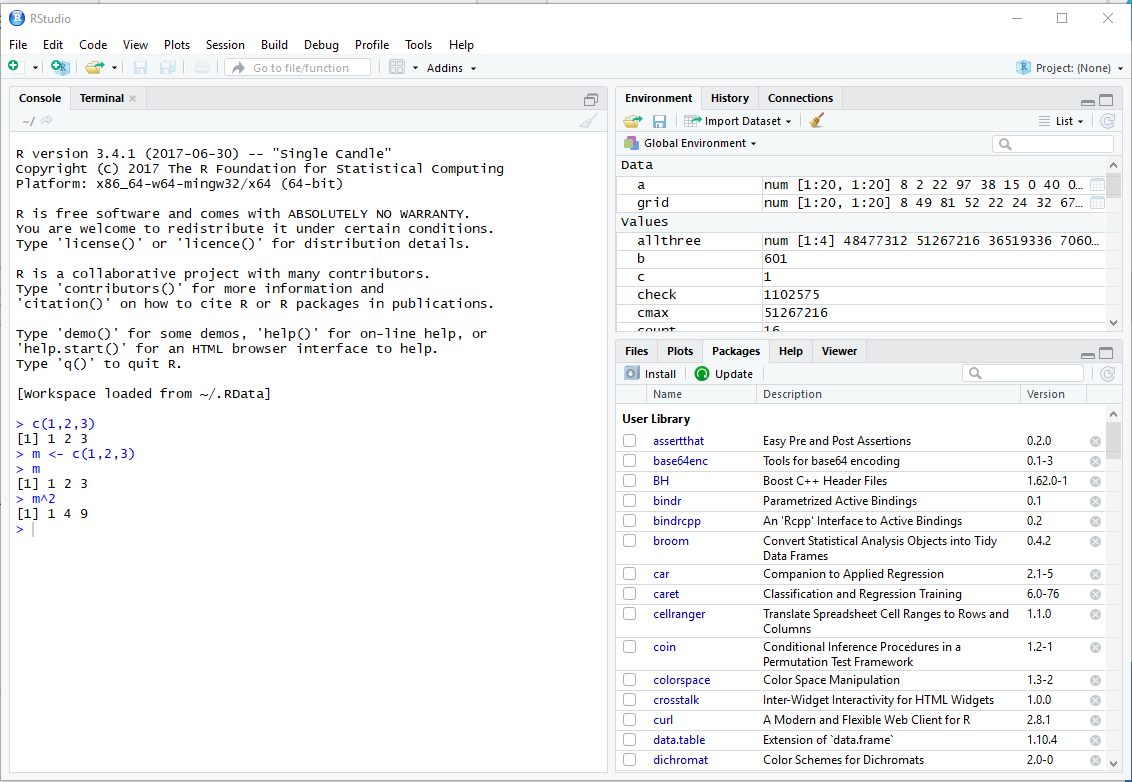 RStudio
File Edit Code View Plots Session Build Debug Profile Tools Help
Go to file/function Addins Project: (None)
Console Terminal
~/
R version 3.4.1 (2017-06-30) -- "Single Candle"
Copyright (C) 2017 The R Foundation for Statistical Computing
Platform: x86_64-w64-mingw32/x64 (64-bit)
R is free software and comes with ABSOLUTELY NO WARRANTY.
You are welcome to redistribute it under certain conditions.
Type 'license()' or 'licence()' for distribution details.
R is a collaborative project with many contributors.
Type 'contributors()' for more information and
'citation()' on how to cite R or R packages in publications.
Type 'demo()' for some demos, 'help()' for on-line help, or
'help.start()' for an HTML browser interface to help.
Type 'q()' to quit R.
[Workspace loaded from ~/.RData]
> c(1,2,3)
[1] 1 2 3
> m <- c(1,2,3)
> m
[1] 1 2 3
> m^2
[1] 1 4 9
>
Environment History Connections
Import Dataset List
Global Environment
Data
a num [1:20, 1:20] 8 2 22 97 38 15 0 40 0…
grid num [1:20, 1:20] 8 49 81 52 22 24 32 67…
Values
allthree num [1:4] 48477312 51267216 36519336 7060…
b 601
c 1
check 1102575
cmax 51267216
count 16
Files Plots Packages Help Viewer
Install Update
Name Description Version
User Library
assertthat Easy Pre and Post Assertions 0.2.0
base64enc Tools for base64 encoding 0.1-3
BH Boost C++ Header Files 1.62.0-1
bindr Parametrized Active Bindings 0.1
bindrcpp An 'Rcpp' Interface to Active Bindings 0.2
broom Convert Statistical Analysis Objects into Tidy 0.4.2
Data Frames
car Companion to Applied Regression 2.1-5
caret Classification and Regression Training 6.0-76
cellranger Translate Spreadsheet Cell Ranges to Rows and 1.1.0
Columns
coin Conditional Inference Procedures in a 1.2-1
Permutation Test Framework
colorspace Color Space Manipulation 1.3-2
crosstalk Inter-Widget Interactivity for HTML Widgets 1.0.0
curl A Modern and Flexible Web Client for R 2.8.1
data.table Extension of `data.frame` 1.10.4
dichromat Color Schemes for Dichromats 2.0-0